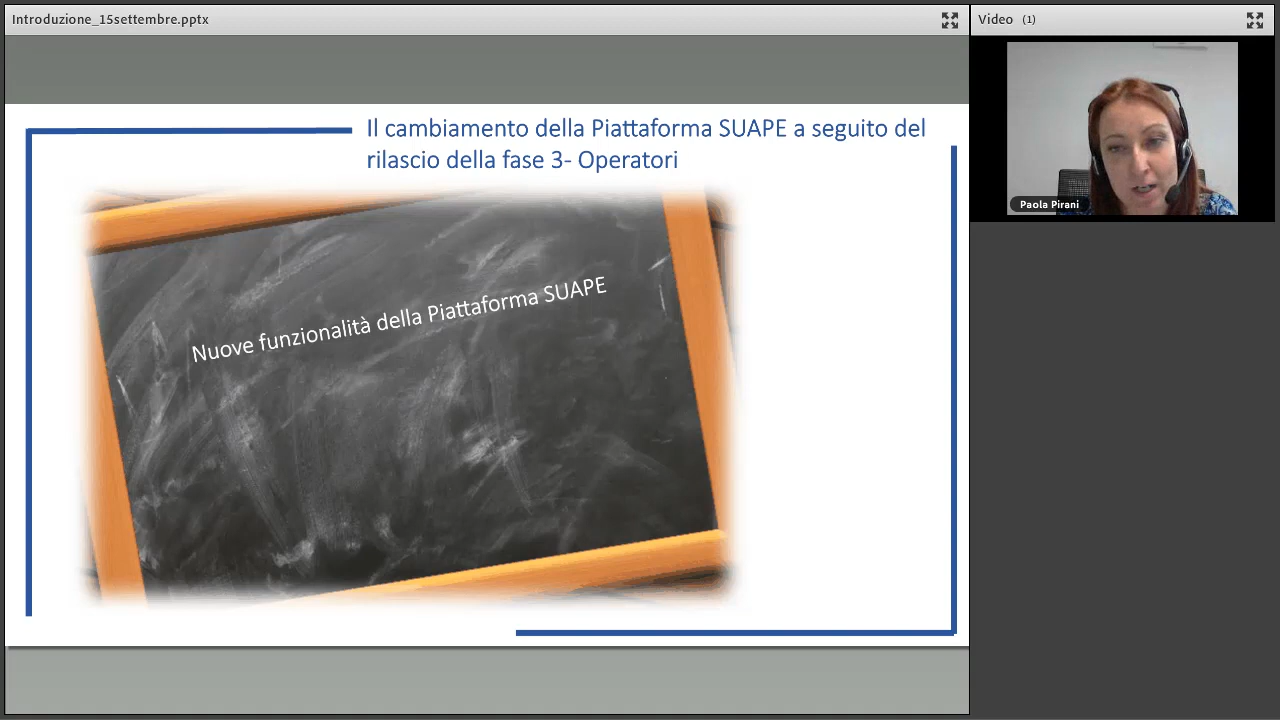 Introduzione_15settembre.pptx
Video (1)
Il cambiamento della Piattaforma SUAPE a seguito del
rilascio della fase 3- Operatori
Nuove funzionalità della Piattaforma SUAPE
Paola Pirani